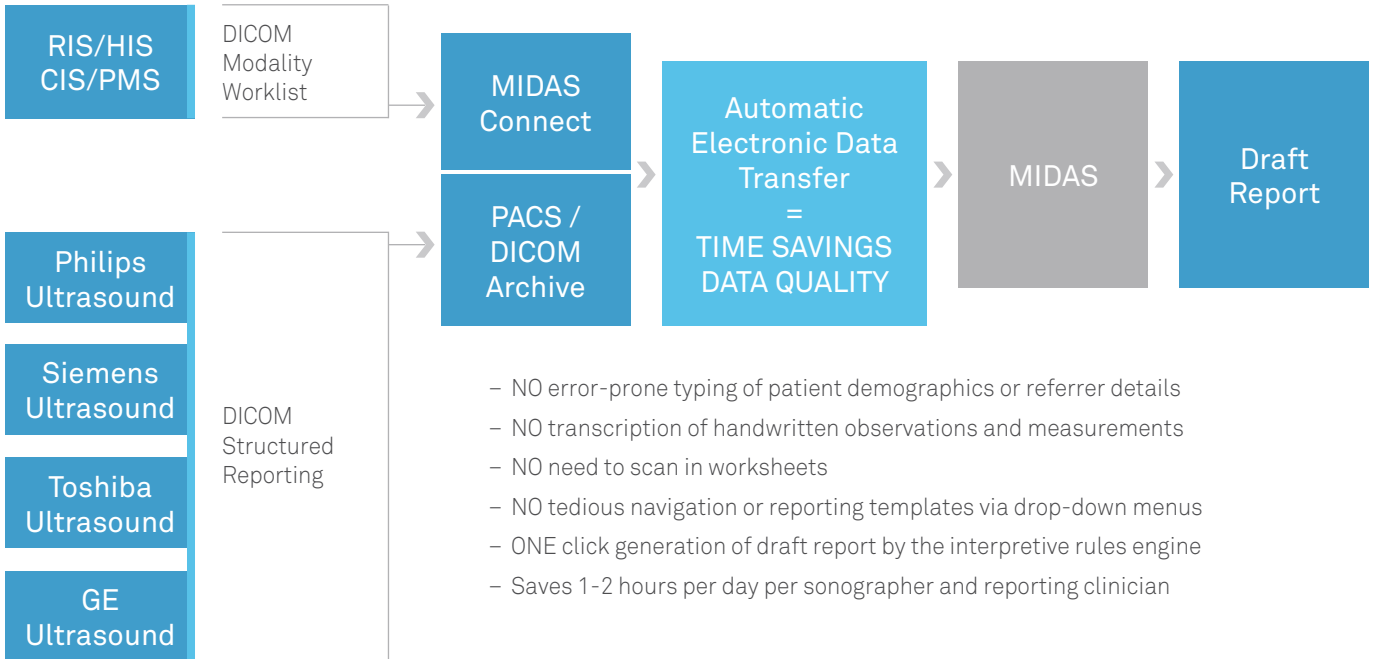 RIS/HIS
CIS/PMS
DICOM
Modality
Worklist
MIDAS
Connect
PACS /
DICOM
Archive
Automatic
Electronic Data
Transfer
=
TIME SAVINGS
DATA QUALITY
MIDAS
Draft
Report
Philips
Ultrasound
Siemens
Ultrasound
Toshiba
Ultrasound
GE
Ultrasound
DICOM
Structured
Reporting
– NO error-prone typing of patient demographics or referrer details
– NO transcription of handwritten observations and measurements
– NO need to scan in worksheets
– NO tedious navigation or reporting templates via drop-down menus
– ONE click generation of draft report by the interpretive rules engine
– Saves 1-2 hours per day per sonographer and reporting clinician